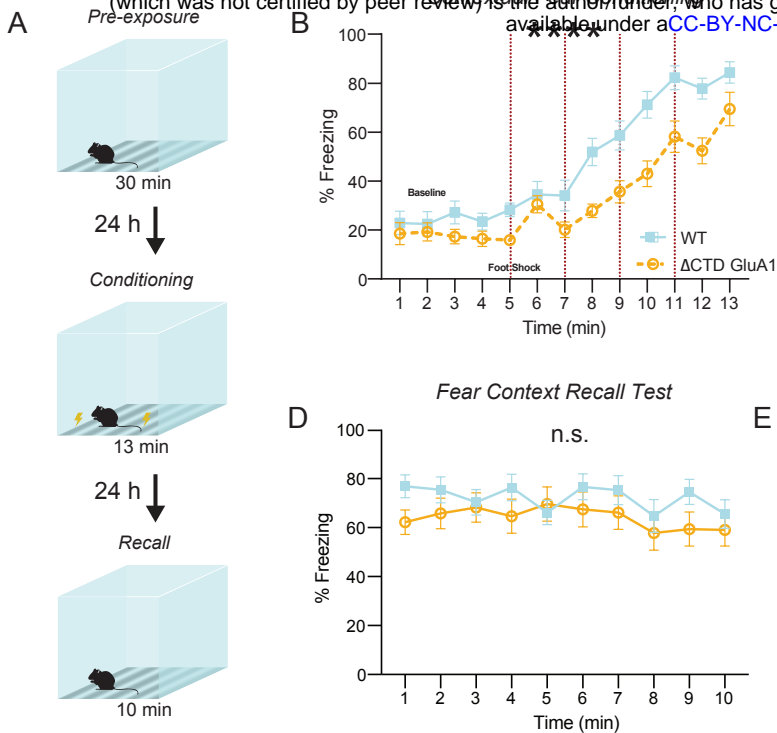 (which was not certified by peer review) is the author/funder, who has g
available under aCC-BY-NC-
A
Pre-exposure
30 min
24 h
Conditioning
13 min
24 h
Recall
10 min
B
****
100
80
60
40
20
0
% Freezing
Baseline
Foot Shock
WT
ΔCTD GluA1
1 2 3 4 5 6 7 8 9 10 11 12 13
Time (min)
D
Fear Context Recall Test
E
n.s.
100
80
60
40
20
0
% Freezing
1 2 3 4 5 6 7 8 9 10
Time (min)